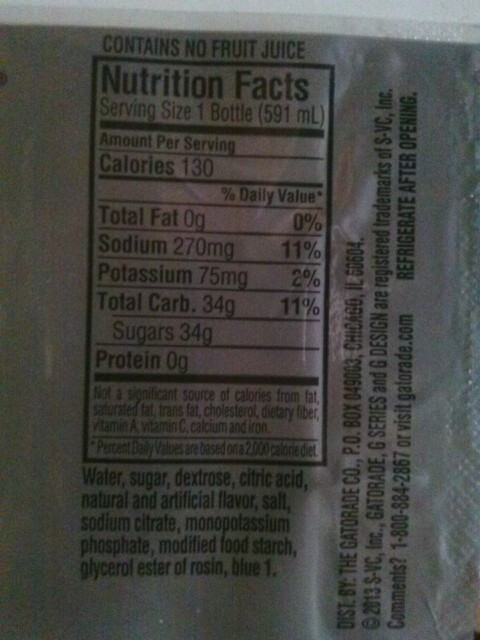 CONTAINS NO FRUIT JUICE
Nutrition Facts
Serving Size 1 Bottle (591 mL)
Amount Per Serving
Calories 130
% Daily Value*
Total Fat 0g 0%
Sodium 270mg 11%
Potassium 75mg 2%
Total Carb. 34g 11%
Sugars 34g
Protein 0g
Not a significant source of calories from fat,
saturated fat, trans fat, cholesterol, dietary fiber,
vitamin A, vitamin C, calcium and iron.
*Percent Daily Values are based on a 2,000 calorie diet.
Water, sugar, dextrose, citric acid,
natural and artificial flavor, salt,
sodium citrate, monopotassium
phosphate, modified food starch,
glycerol ester of rosin, blue 1.
DIST. BY: THE GATORADE CO., P.O. BOX 049003, CHICAGO, IL 60604.
©2013 S-VC, Inc., GATORADE, G SERIES and G DESIGN are registered trademarks of S-VC, Inc.
Comments? 1-800-884-2867 or visit gatorade.com REFRIGERATE AFTER OPENING.